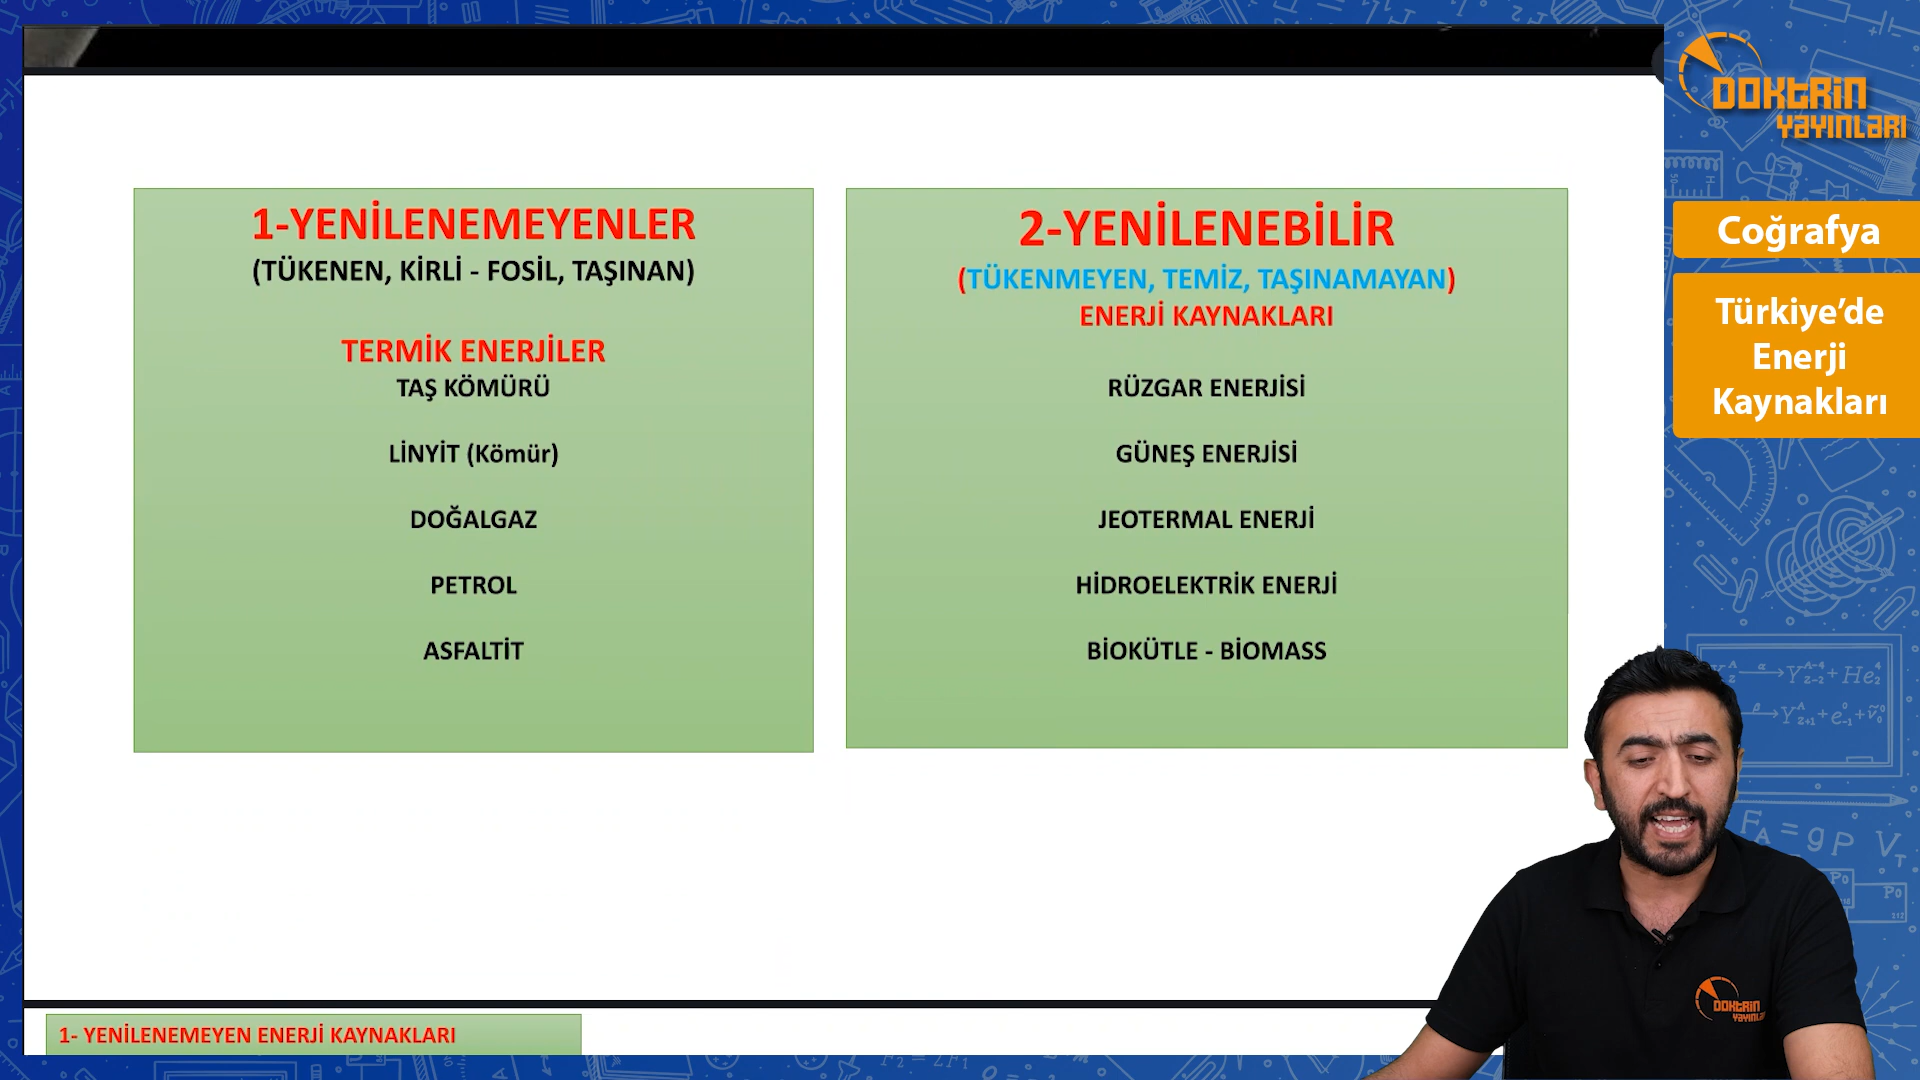 1-YENİLENEMEYENLER
(TÜKENEN, KİRLİ - FOSİL, TAŞINAN)
TERMİK ENERJİLER
TAŞ KÖMÜRÜ
LİNYİT (Kömür)
DOĞALGAZ
PETROL
ASFALTİT
2-YENİLENEBİLİR
(TÜKENMEYEN, TEMİZ, TAŞINAMAYAN)
ENERJİ KAYNAKLARI
RÜZGAR ENERJİSİ
GÜNEŞ ENERJİSİ
JEOTERMAL ENERJİ
HİDROELEKTRİK ENERJİ
BİOKÜTLE - BİOMASS
1- YENİLENEMEYEN ENERJİ KAYNAKLARI
DOKTRİN
YAYINLARI
Coğrafya
Türkiye’de
Enerji
Kaynakları
DOKTRİN